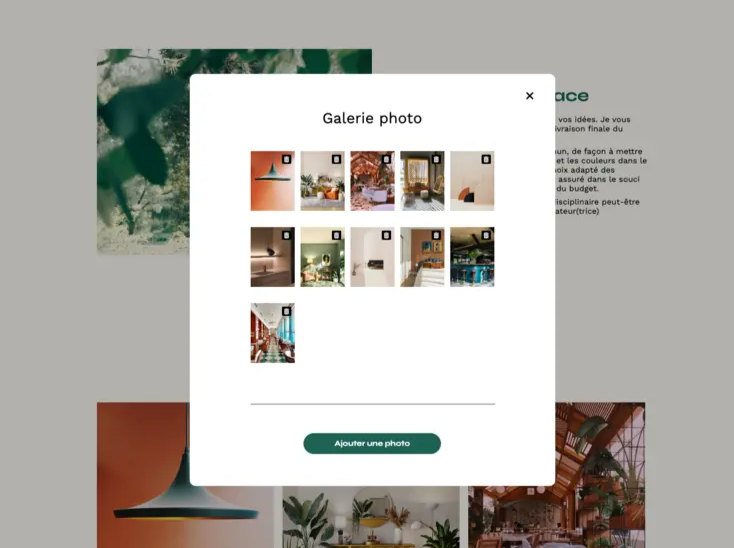 Galerie photo
ace
vos idées. Je vous
ivraison finale du
un, de façon à mettre
et les couleurs dans le
oix adapté des
assuré dans le souci
du budget.
disciplinaire peut-être
ateur(trice)
Ajouter une photo